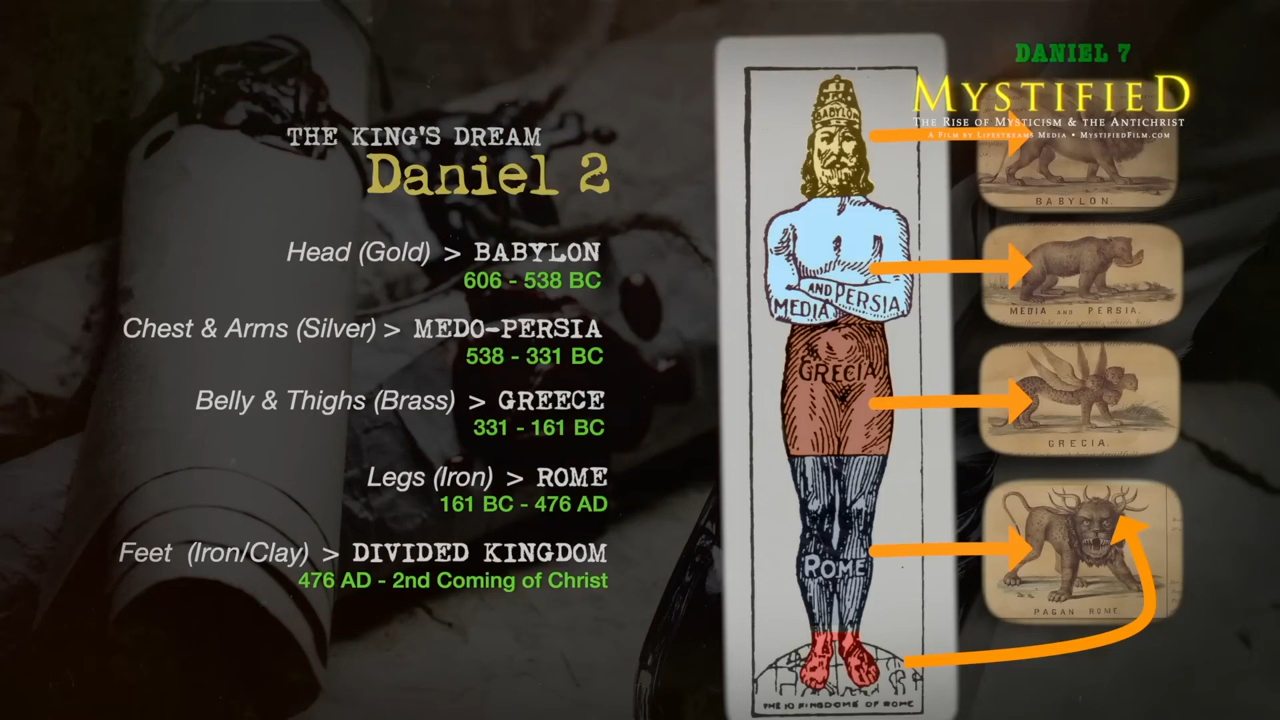 THE KING'S DREAM
Daniel 2
Head (Gold) > BABYLON
606 - 538 BC
Chest & Arms (Silver) > MEDO-PERSIA
538 - 331 BC
Belly & Thighs (Brass) > GREECE
331 - 161 BC
Legs (Iron) > ROME
161 BC - 476 AD
Feet (Iron/Clay) > DIVIDED KINGDOM
476 AD - 2nd Coming of Christ
BABYLON
MEDIA AND PERSIA
GRECIA
ROME
THE 10 KINGDOMS OF ROME
DANIEL 7
MYSTIFIED
THE RISE OF MYSTICISM & THE ANTICHRIST
A FILM BY LIFESTREAMS MEDIA • MYSTIFIEDFILM.COM
BABYLON.
MEDIA AND PERSIA.
GRECIA.
PAGAN ROME.